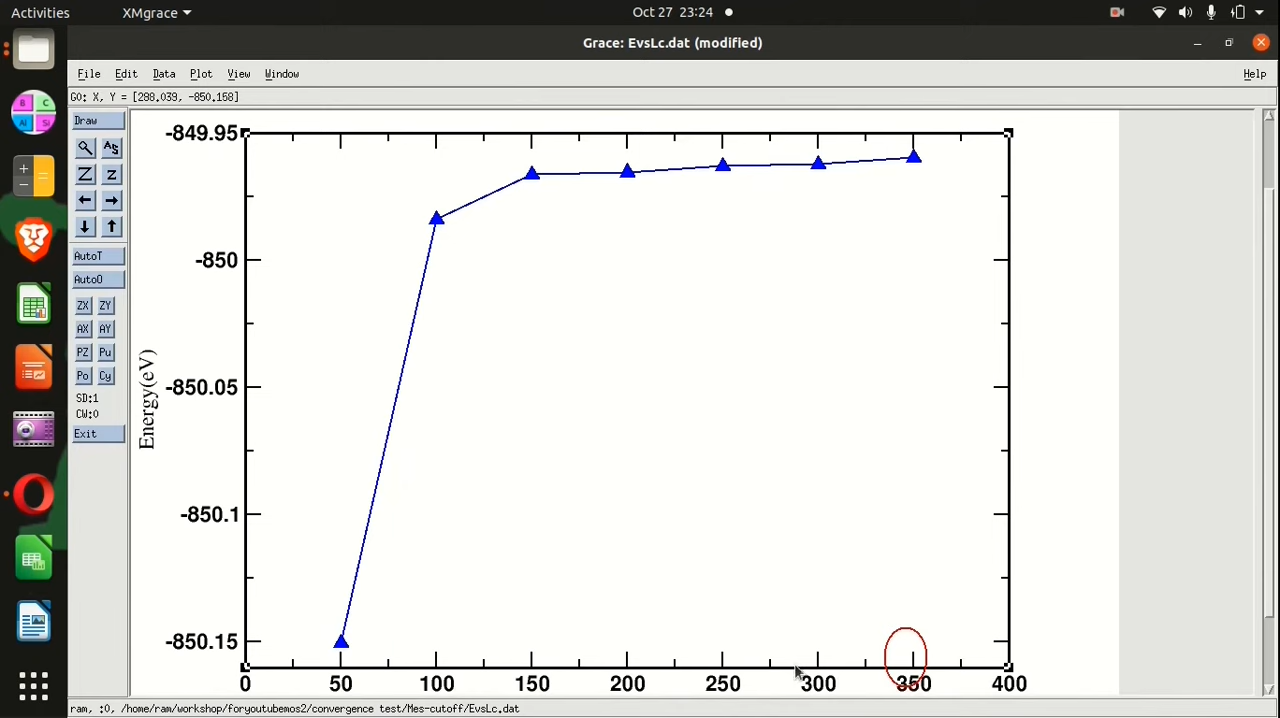 Activities
XMgrace
Oct 27 23:24
Grace: EvsLc.dat (modified)
File Edit Data Plot View Window Help
G0: X, Y = [288.039, -850.158]
Draw
Z z
AutoT
AutoO
ZX ZY
AX AY
PZ Pu
Po Cy
SD:1
CW:0
Exit
B C
Al Si
Energy(eV)
-849.95
-850
-850.05
-850.1
-850.15
0 50 100 150 200 250 300 350 400
ram, :0, /home/ram/workshop/foryoutubemos2/convergence test/Mes-cutoff/EvsLc.dat